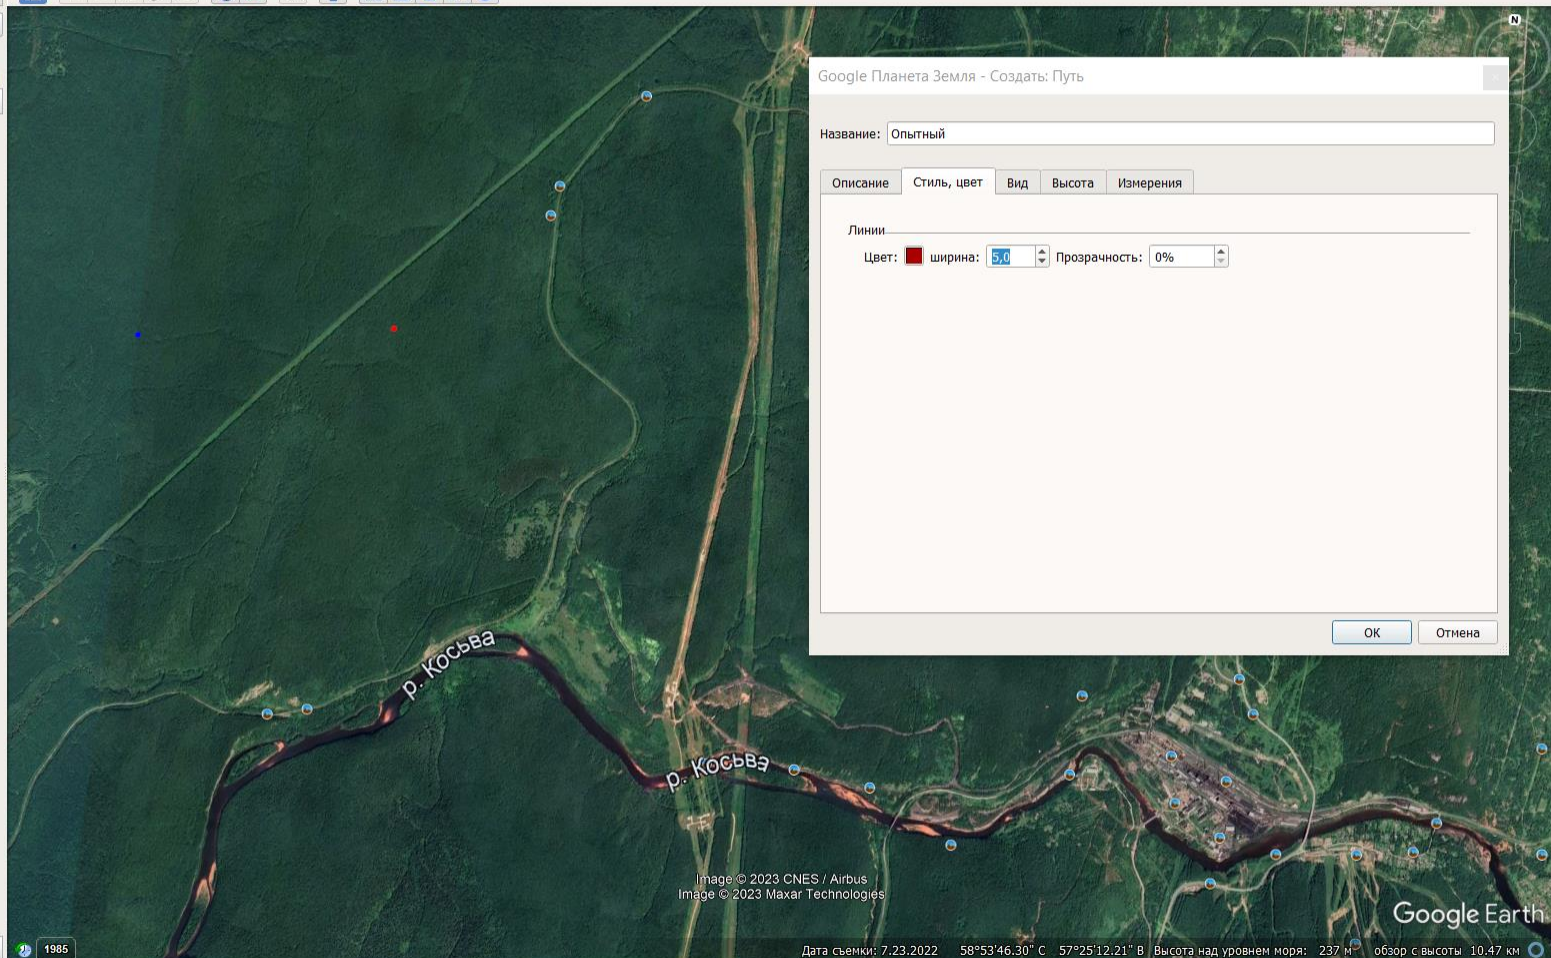 N
Google Планета Земля - Создать: Путь
Название: Опытный
Описание Стиль, цвет Вид Высота Измерения
Линии
Цвет: ширина: 5,0 Прозрачность: 0%
ОК Отмена
р. Косьва
р. Косьва
Image © 2023 CNES / Airbus
Image © 2023 Maxar Technologies
Google Earth
1985 Дата съемки: 7.23.2022 58°53'46.30" С 57°25'12.21" В Высота над уровнем моря: 237 м обзор с высоты 10.47 км